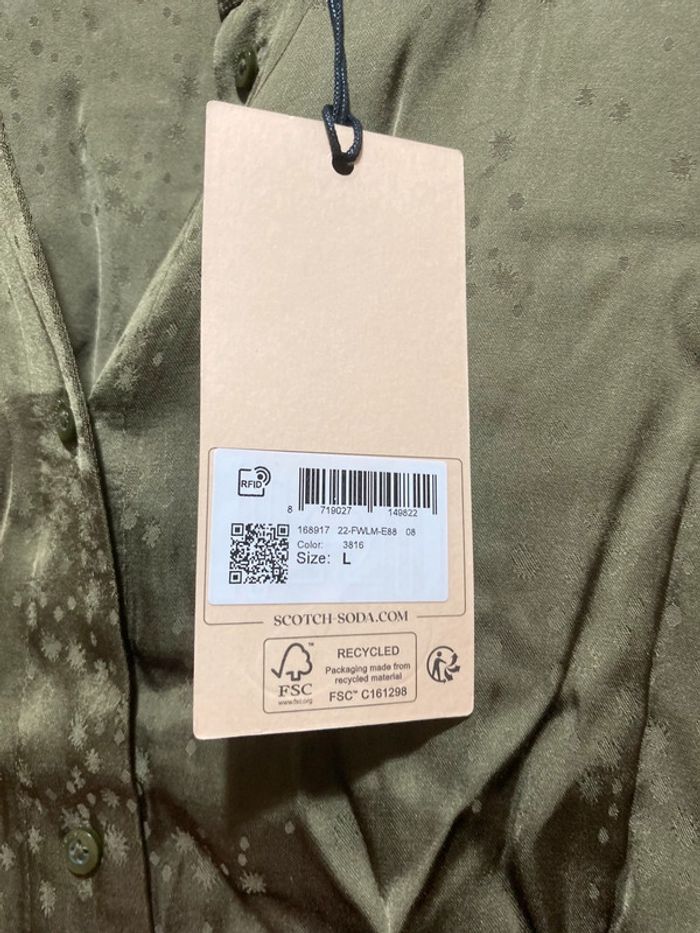 RFID
8 719027 149822
168917 22-FWLM-E88 08
Color: 3816
Size: L
SCOTCH-SODA.COM
FSC™
www.fsc.org
RECYCLED
Packaging made from
recycled material
FSC™ C161298